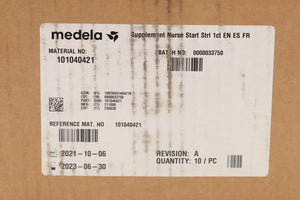 medela
Supplement Nurse Start Strl 1ct EN ES FR
MATERIAL NO: BATCH NO: 0000033750
101040421
REFERENCE MAT. NO 101040421
2021-10-06
2023-06-30
REVISION: A
QUANTITY: 10 / PC